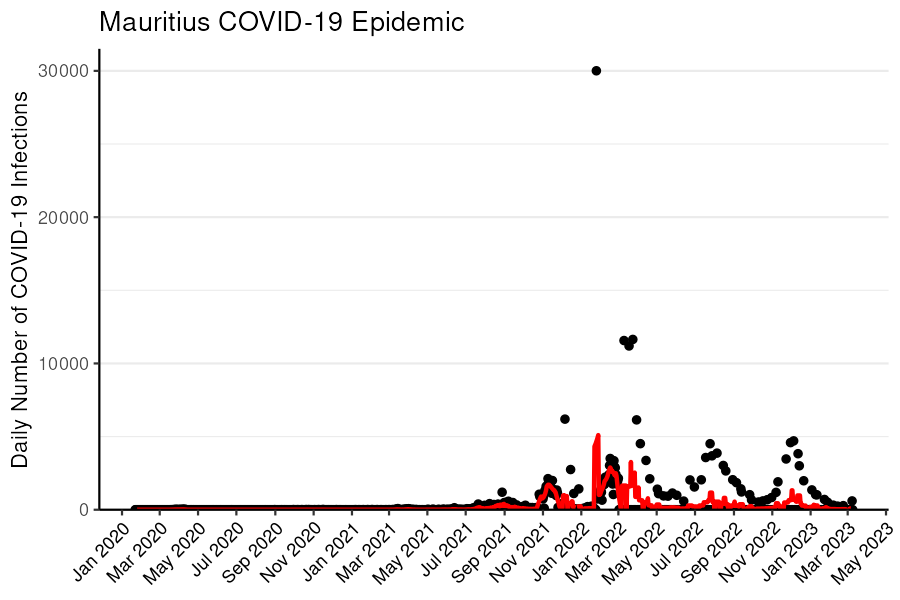 Mauritius COVID-19 Epidemic
Daily Number of COVID-19 Infections
30000
20000
10000
0
Jan 2020
Mar 2020
May 2020
Jul 2020
Sep 2020
Nov 2020
Jan 2021
Mar 2021
May 2021
Jul 2021
Sep 2021
Nov 2021
Jan 2022
Mar 2022
May 2022
Jul 2022
Sep 2022
Nov 2022
Jan 2023
Mar 2023
May 2023